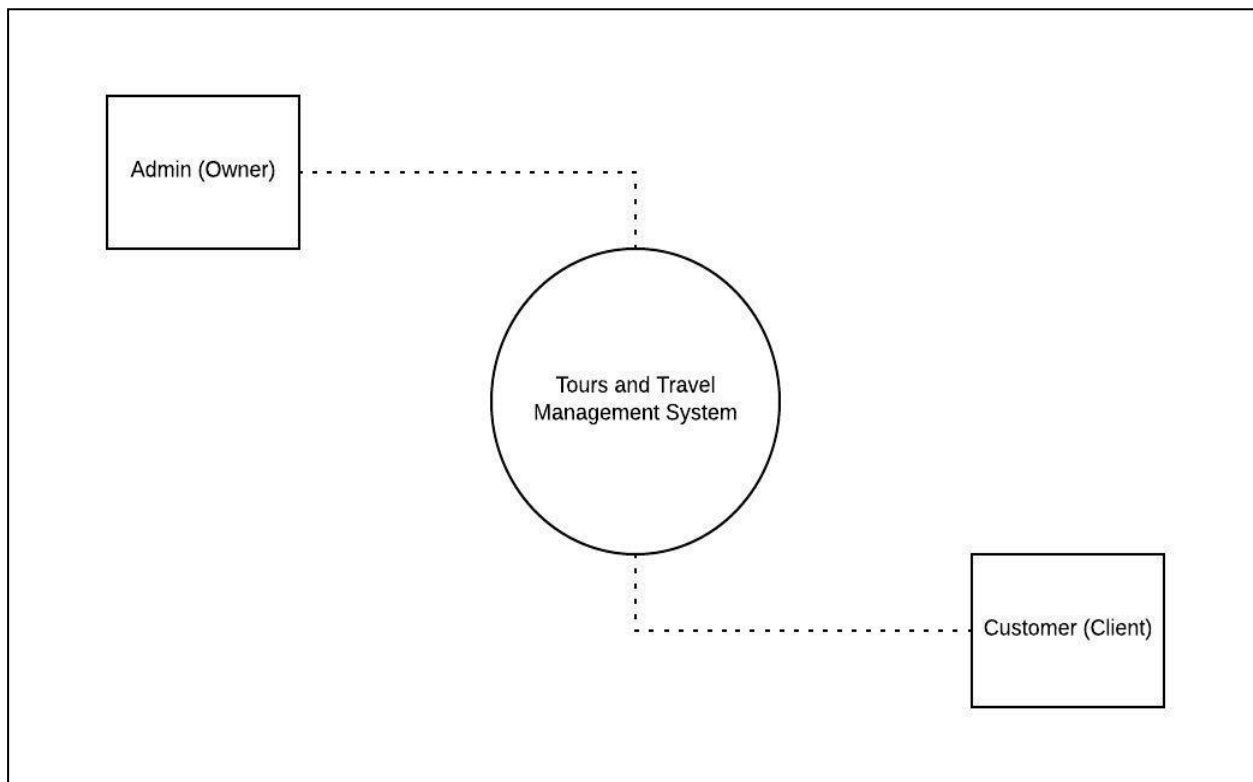 Admin (Owner)
Tours and Travel
Management System
Customer (Client)